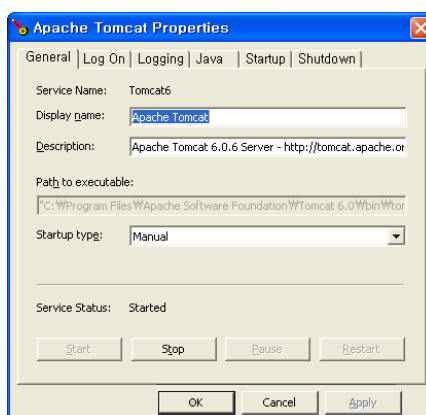 Apache Tomcat Properties
General Log On Logging Java Startup Shutdown
Service Name: Tomcat6
Display name: Apache Tomcat
Description: Apache Tomcat 6.0.6 Server - http://tomcat.apache.or
Path to executable:
"C:₩Program Files₩Apache Software Foundation₩Tomcat 6.0₩bin₩tor
Startup type: Manual
Service Status: Started
Start Stop Pause Restart
OK Cancel Apply